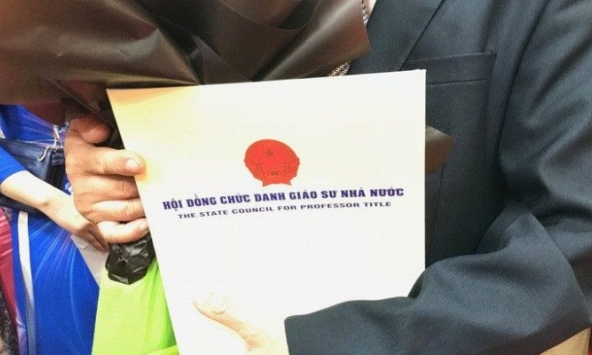 HỘI ĐỒNG CHỨC DANH GIÁO SƯ NHÀ NƯỚC
THE STATE COUNCIL FOR PROFESSOR TITLE